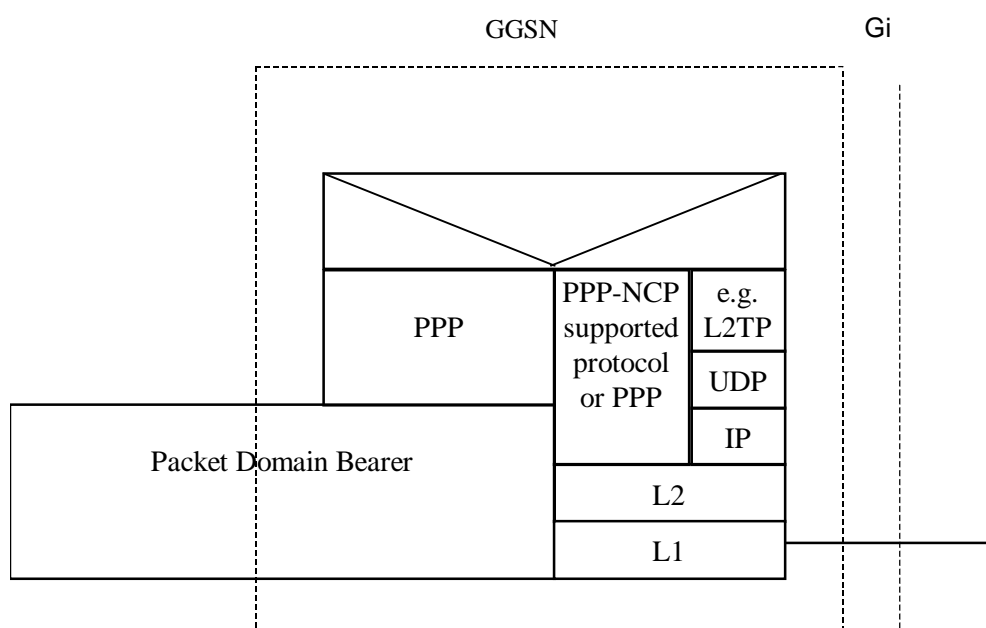 GGSN
Gi
PPP
PPP-NCP
supported
protocol
or PPP
e.g.
L2TP
UDP
IP
Packet Domain Bearer
L2
L1